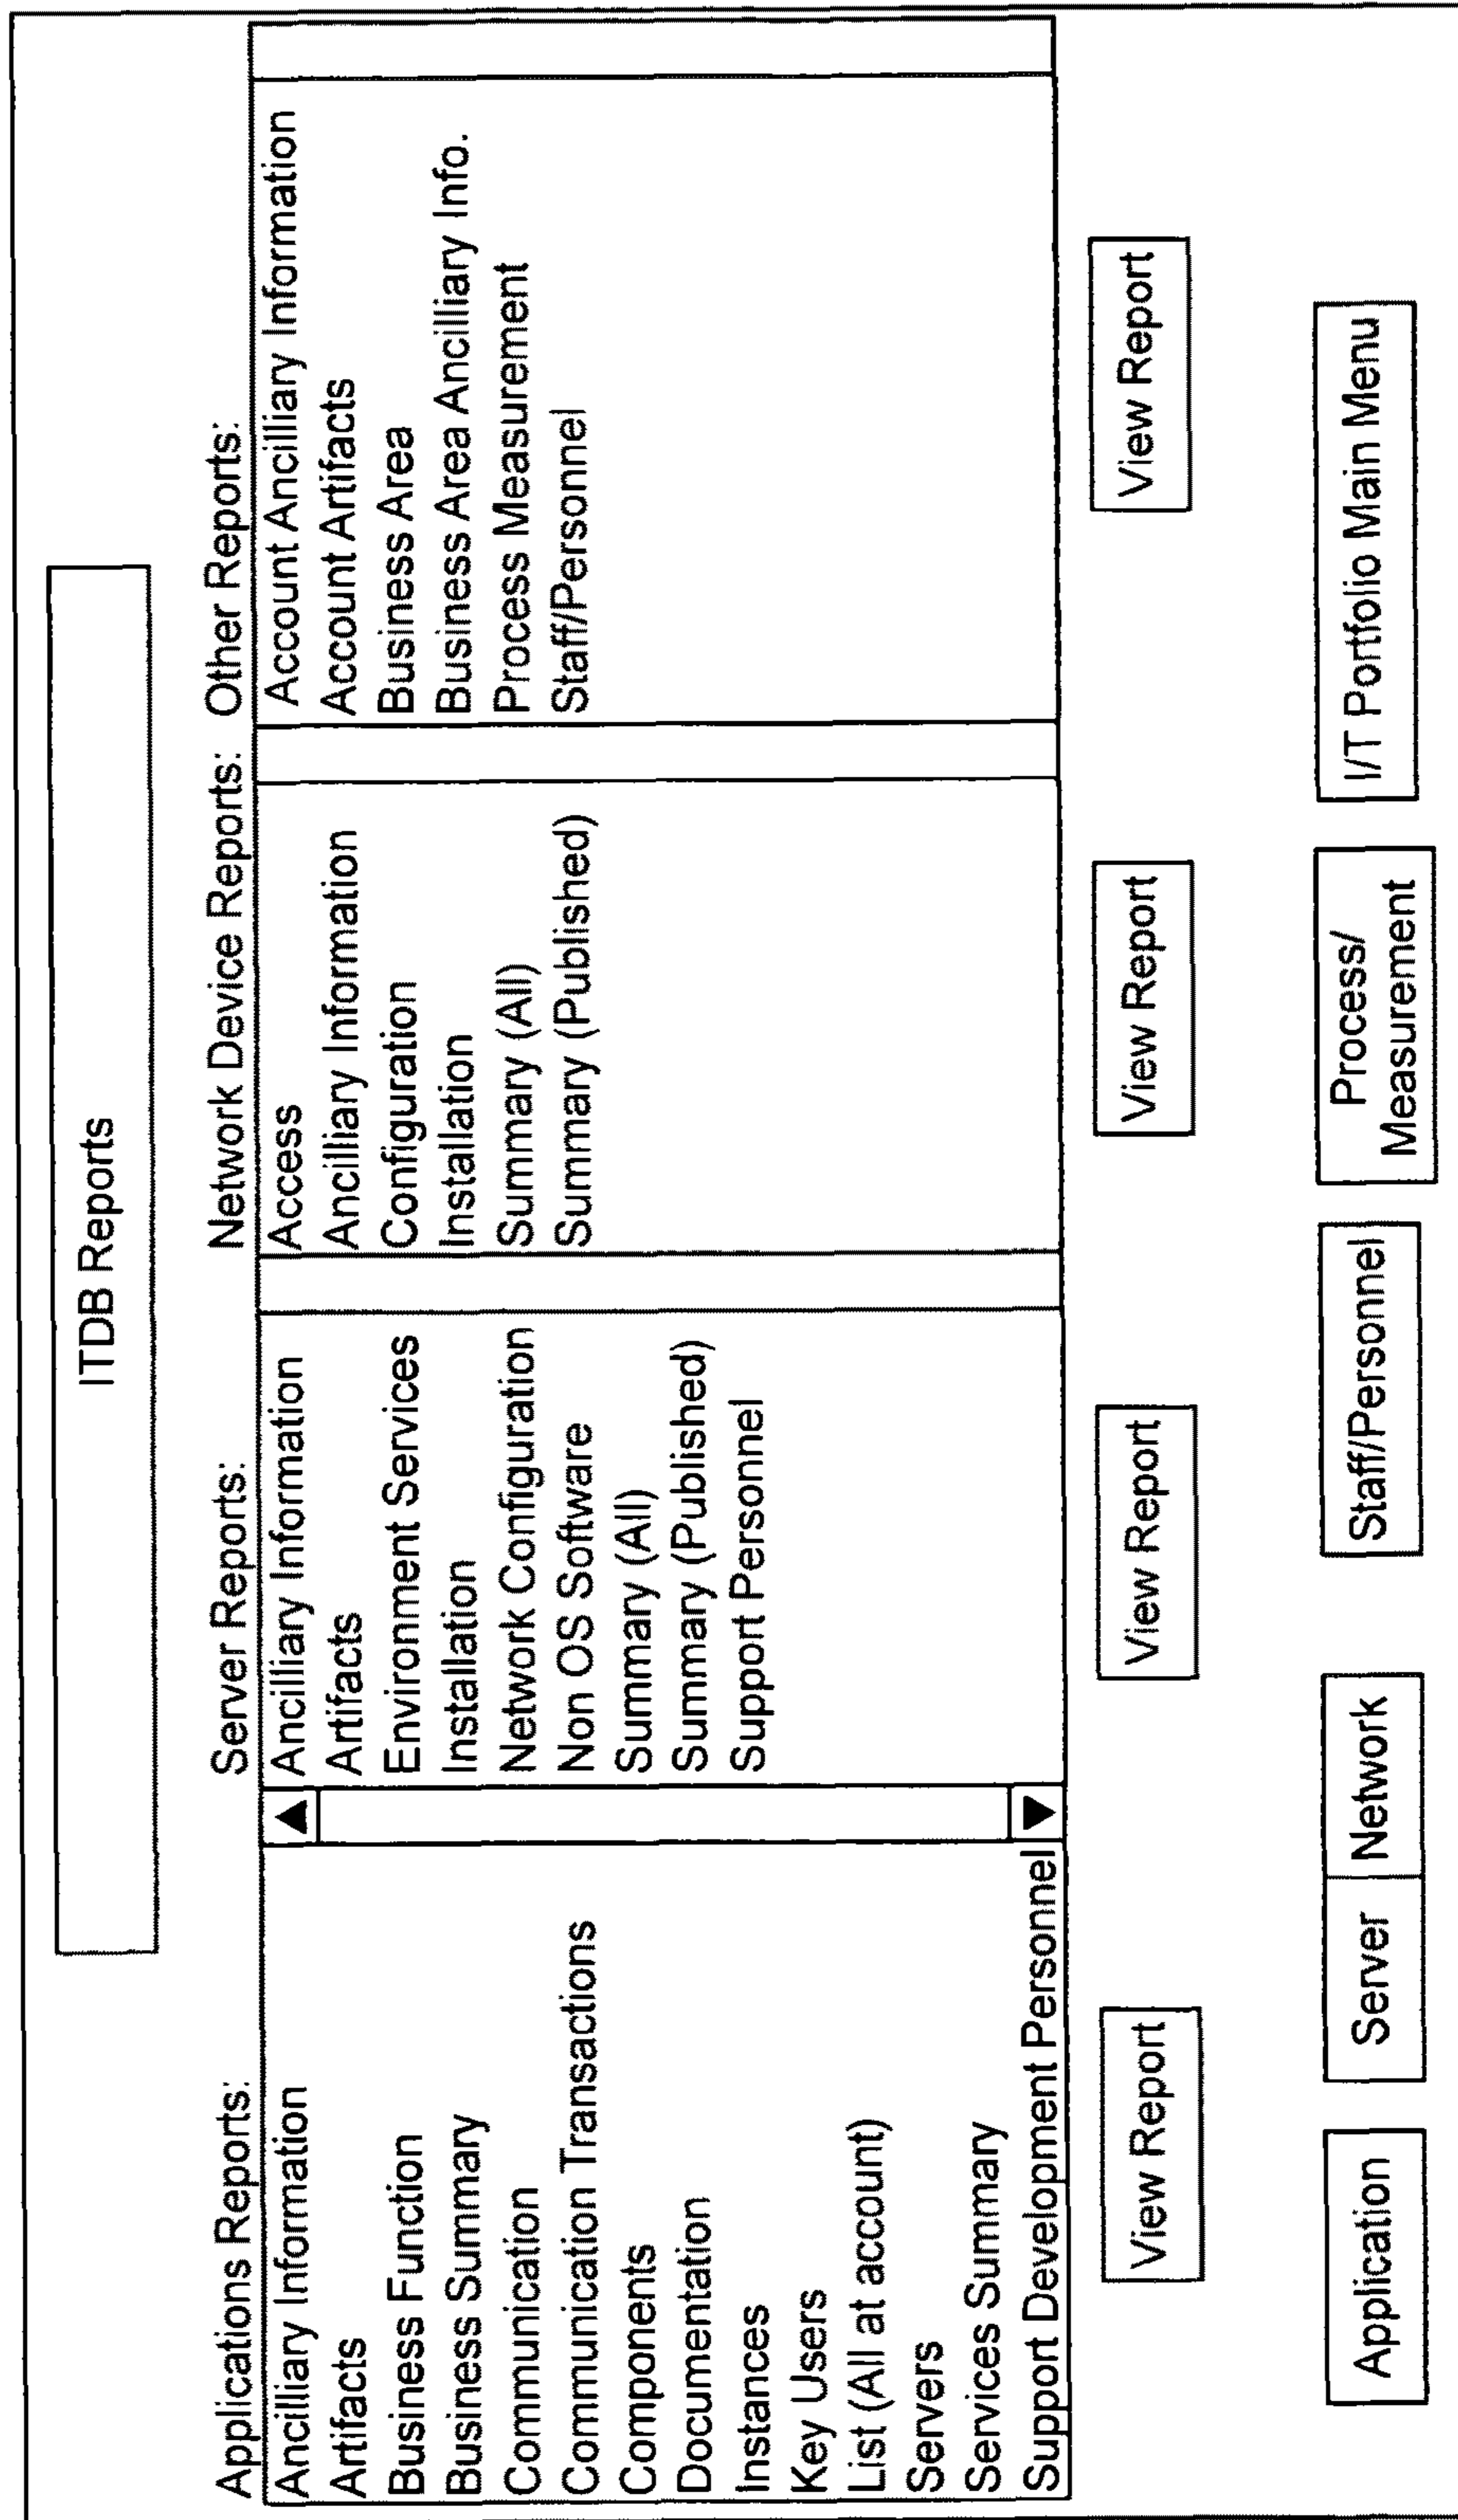 ITDB Reports
Applications Reports:
Ancilliary Information
Artifacts
Business Function
Business Summary
Communication
Communication Transactions
Components
Documentation
Instances
Key Users
List (All at account)
Servers
Services Summary
Support Development Personnel
View Report
Server Reports:
Ancilliary Information
Artifacts
Environment Services
Installation
Network Configuration
Non OS Software
Summary (All)
Summary (Published)
Support Personnel
View Report
Network Device Reports:
Access
Ancilliary Information
Configuration
Installation
Summary (All)
Summary (Published)
View Report
Other Reports:
Account Ancilliary Information
Account Artifacts
Business Area
Business Area Ancilliary Info.
Process Measurement
Staff/Personnel
View Report
Application
Server
Network
Staff/Personnel
Process/
Measurement
I/T Portfolio Main Menu